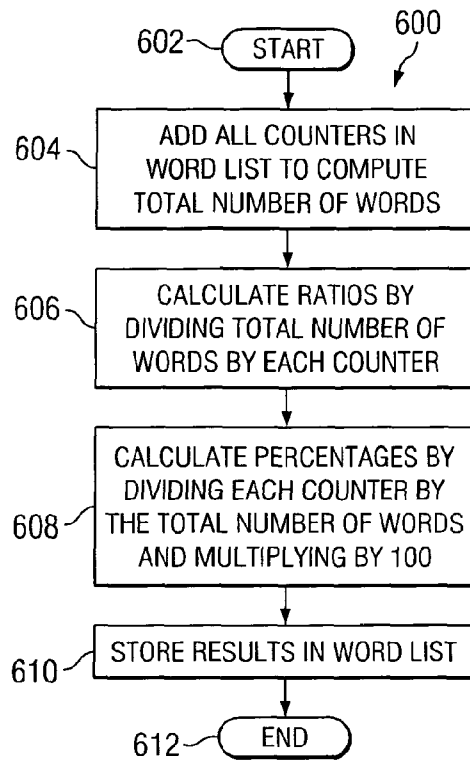 602
START
600
604
ADD ALL COUNTERS IN
WORD LIST TO COMPUTE
TOTAL NUMBER OF WORDS
606
CALCULATE RATIOS BY
DIVIDING TOTAL NUMBER OF
WORDS BY EACH COUNTER
608
CALCULATE PERCENTAGES BY
DIVIDING EACH COUNTER BY
THE TOTAL NUMBER OF WORDS
AND MULTIPLYING BY 100
610
STORE RESULTS IN WORD LIST
612
END